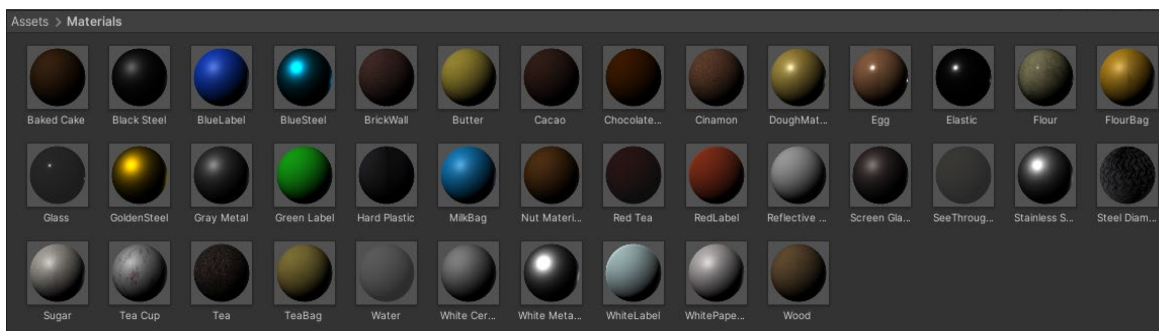 Assets > Materials
Baked Cake Black Steel BlueLabel BlueSteel BrickWall Butter Cacao Chocolate... Cinamon DoughMat... Egg Elastic Flour FlourBag
Glass GoldenSteel Gray Metal Green Label Hard Plastic MilkBag Nut Materi... Red Tea RedLabel Reflective ... Screen Gla... SeeThroug... Stainless S... Steel Diam...
Sugar Tea Cup Tea TeaBag Water White Cer... White Meta... WhiteLabel WhitePape... Wood